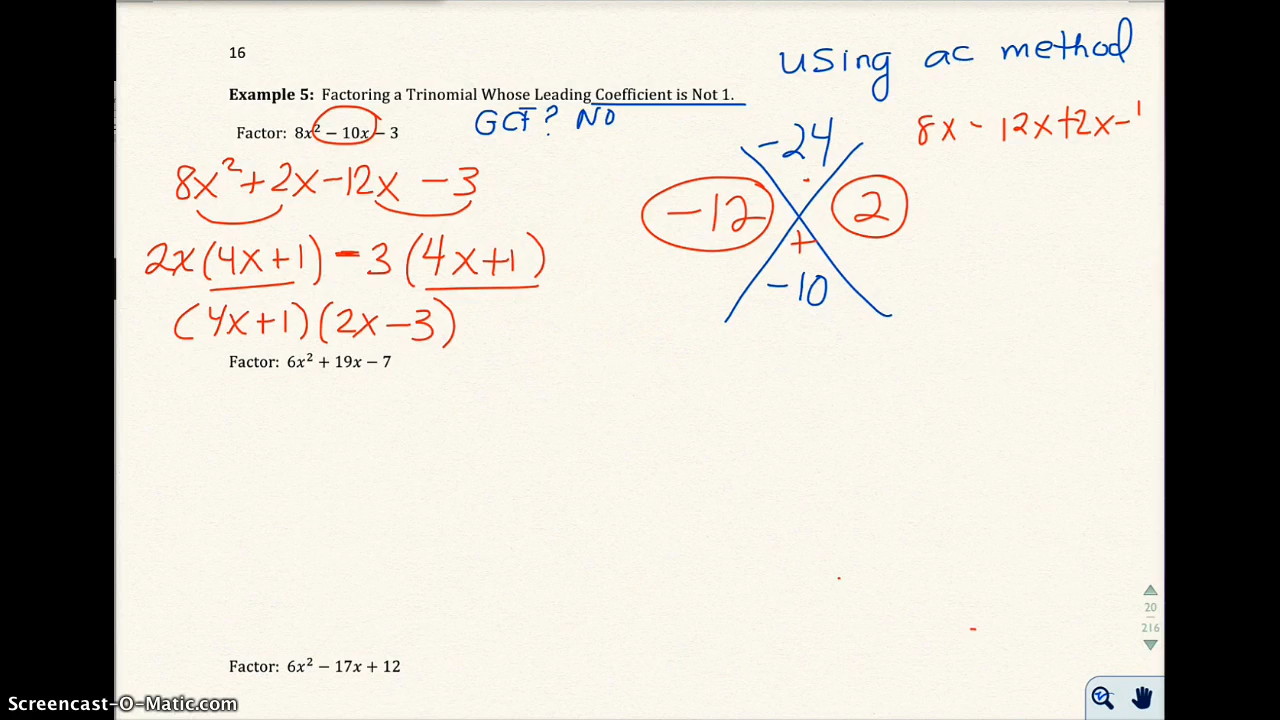 16
using ac method
Example 5: Factoring a Trinomial Whose Leading Coefficient is Not 1.
Factor: 8x² − 10x − 3
GCF? NO
8x² + 2x − 12x − 3
2x(4x+1) − 3(4x+1)
(4x+1)(2x−3)
-24
-12
2
+
-10
8x - 12x+2x-
Factor: 6x² + 19x − 7
Factor: 6x² − 17x + 12
20
216
Screencast-O-Matic.com